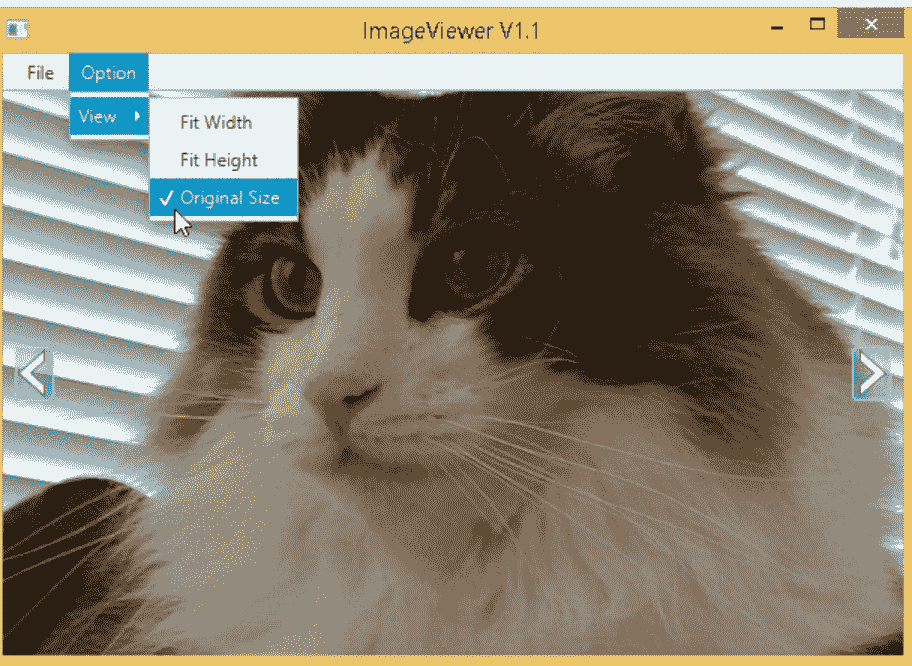 ImageViewer V1.1
File Option
View
Fit Width
Fit Height
Original Size